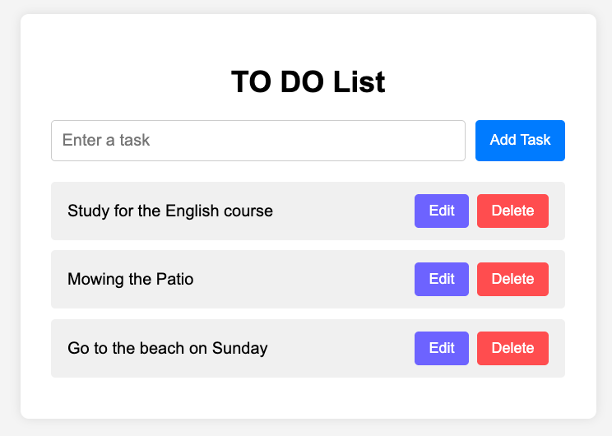 TO DO List
Enter a task Add Task
Study for the English course Edit Delete
Mowing the Patio Edit Delete
Go to the beach on Sunday Edit Delete